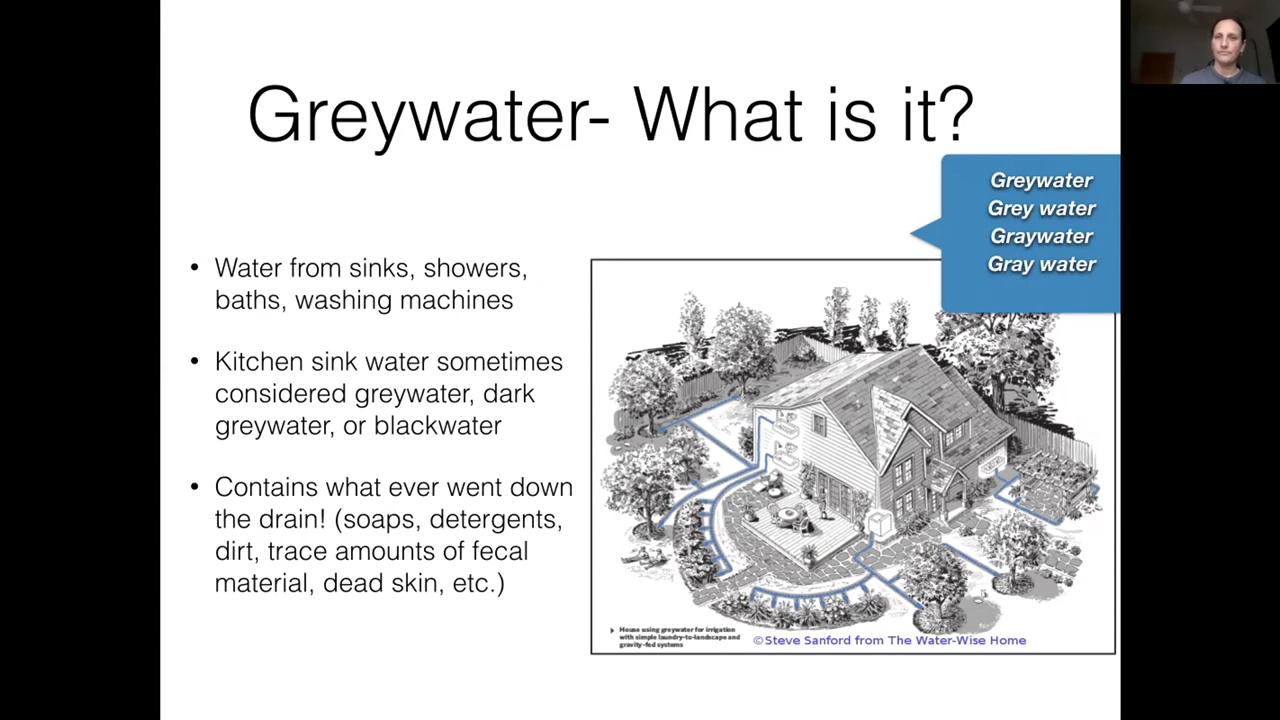 Greywater- What is it?
Greywater
Grey water
Graywater
Gray water
• Water from sinks, showers,
baths, washing machines
• Kitchen sink water sometimes
considered greywater, dark
greywater, or blackwater
• Contains what ever went down
the drain! (soaps, detergents,
dirt, trace amounts of fecal
material, dead skin, etc.)
House using greywater for irrigation
with simple laundry-to-landscape and
gravity-fed systems
©Steve Sanford from The Water-Wise Home